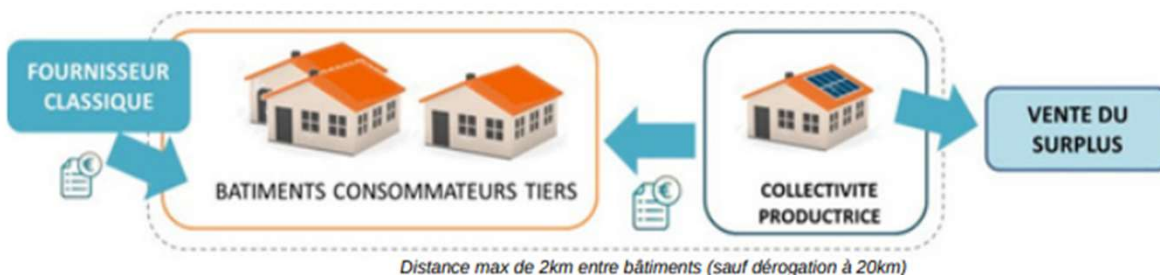 FOURNISSEUR
CLASSIQUE
€
BATIMENTS CONSOMMATEURS TIERS
€
COLLECTIVITE
PRODUCTRICE
VENTE DU
SURPLUS
Distance max de 2km entre bâtiments (sauf dérogation à 20km)